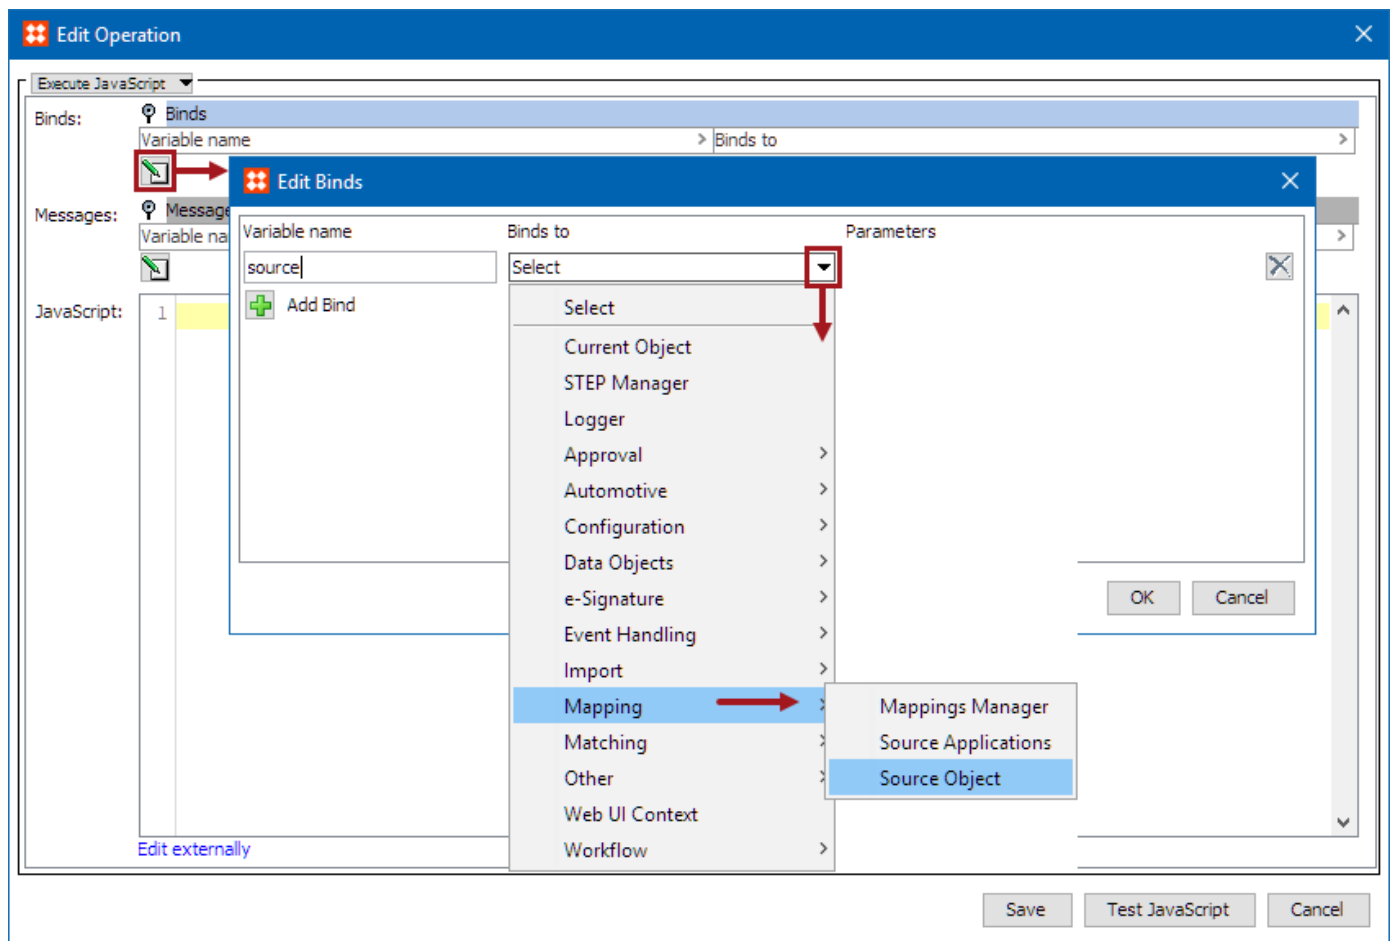 Edit Operation
Execute JavaScript
Binds:
Binds
Variable name
Binds to
Edit Binds
Messages:
Message
Variable na
Variable name
Binds to
Parameters
source
Select
Add Bind
JavaScript:
1
Select
Current Object
STEP Manager
Logger
Approval
Automotive
Configuration
Data Objects
e-Signature
OK
Cancel
Event Handling
Import
Mapping
Mappings Manager
Matching
Source Applications
Other
Source Object
Web UI Context
Workflow
Edit externally
Save
Test JavaScript
Cancel